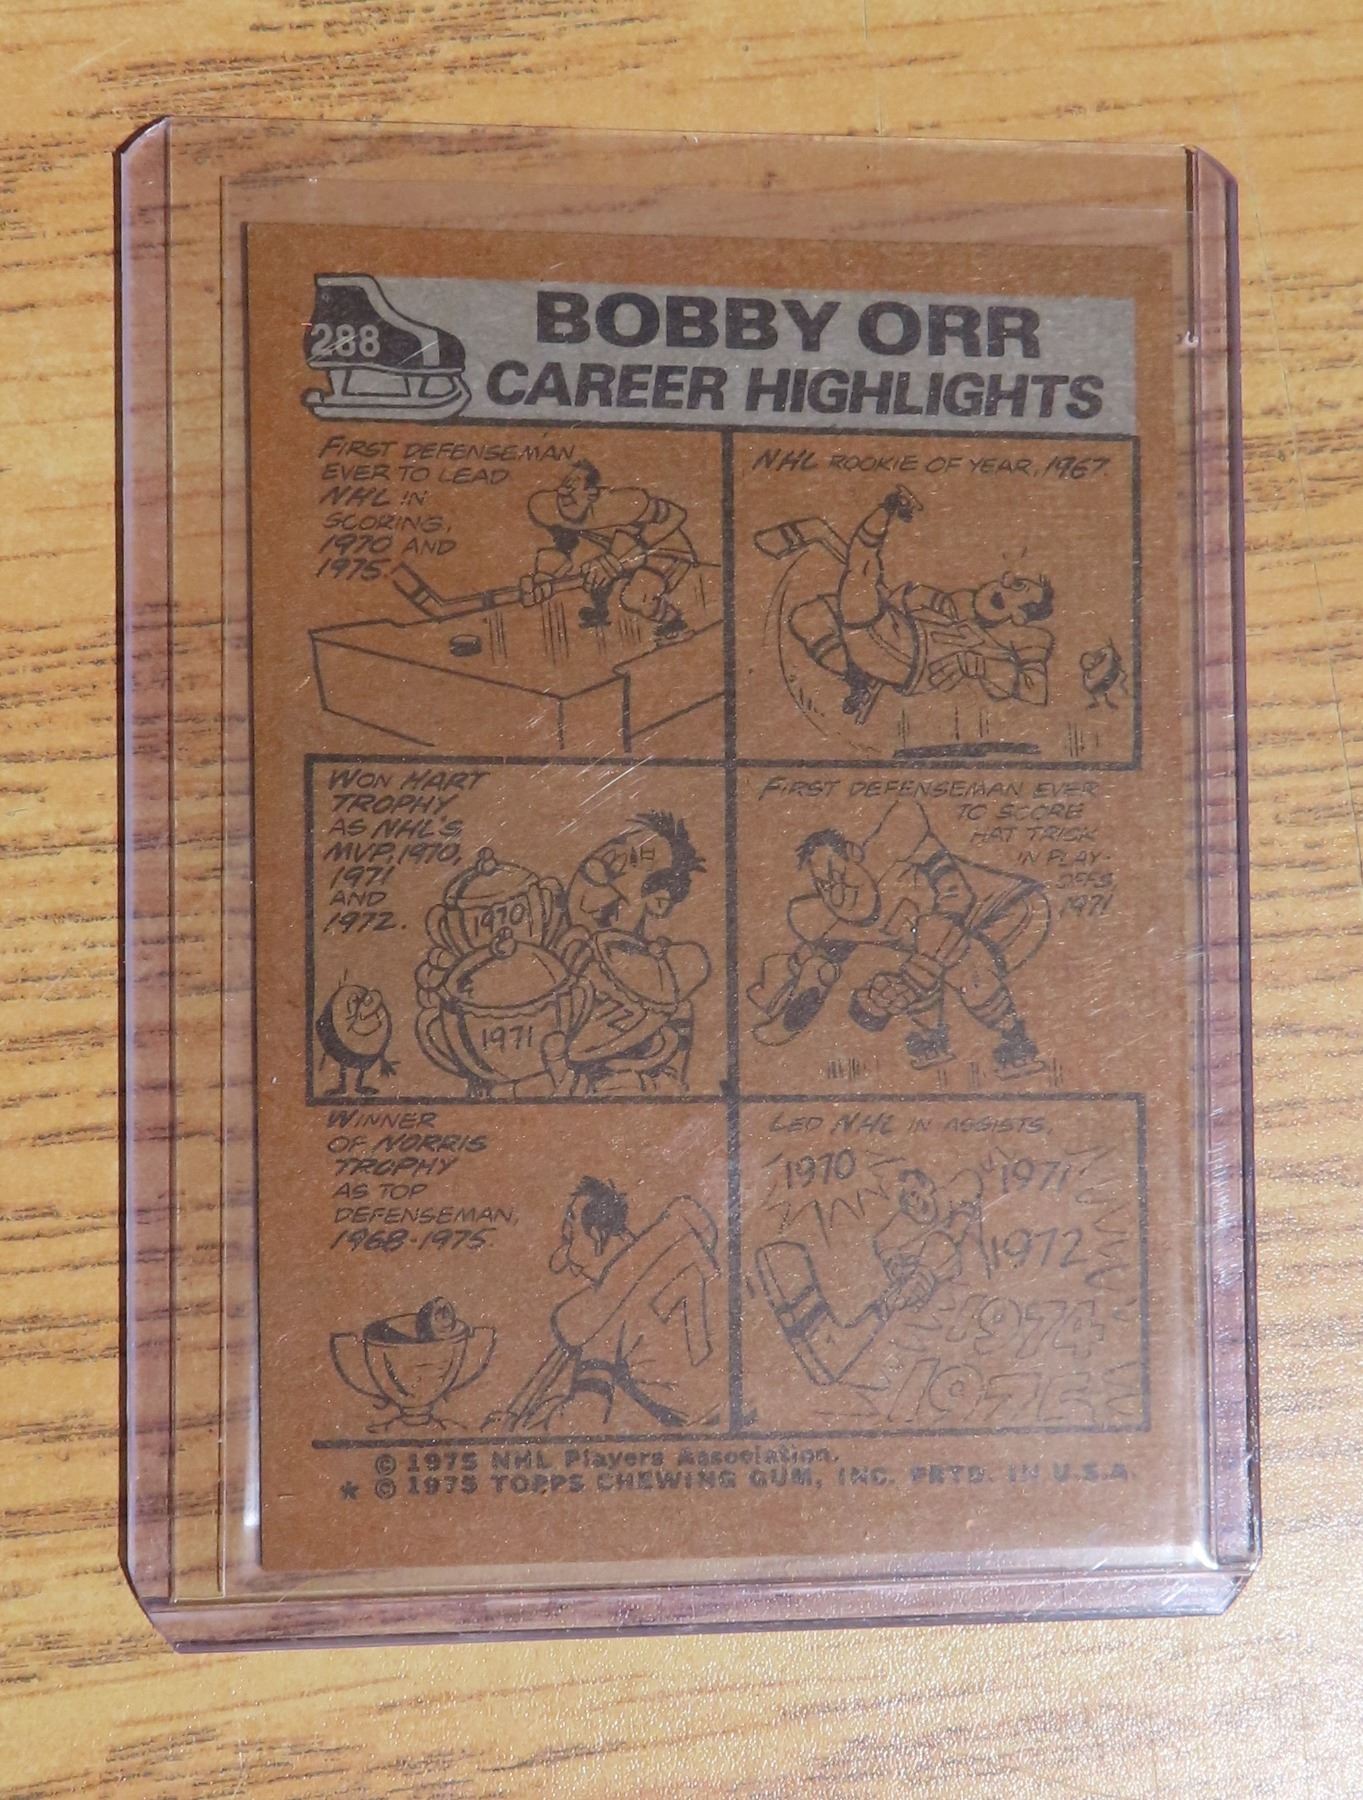 288
BOBBY ORR
CAREER HIGHLIGHTS
FIRST DEFENSEMAN
EVER TO LEAD
NHL IN
SCORING,
1970 AND
1975.
NHL ROOKIE OF YEAR, 1967.
WON HART
TROPHY
AS NHL'S
MVP, 1970,
1971
AND
1972.
1970
1971
FIRST DEFENSEMAN EVER
TO SCORE
HAT TRICK
IN PLAY-
OFFS,
1971
WINNER
OF NORRIS
TROPHY
AS TOP
DEFENSEMAN,
1968-1975
7
LED NHL IN ASSISTS,
1970
1971
1972
1974
1975
© 1975 NHL Players Association.
* © 1975 TOPPS CHEWING GUM, INC. PRTD. IN U.S.A.